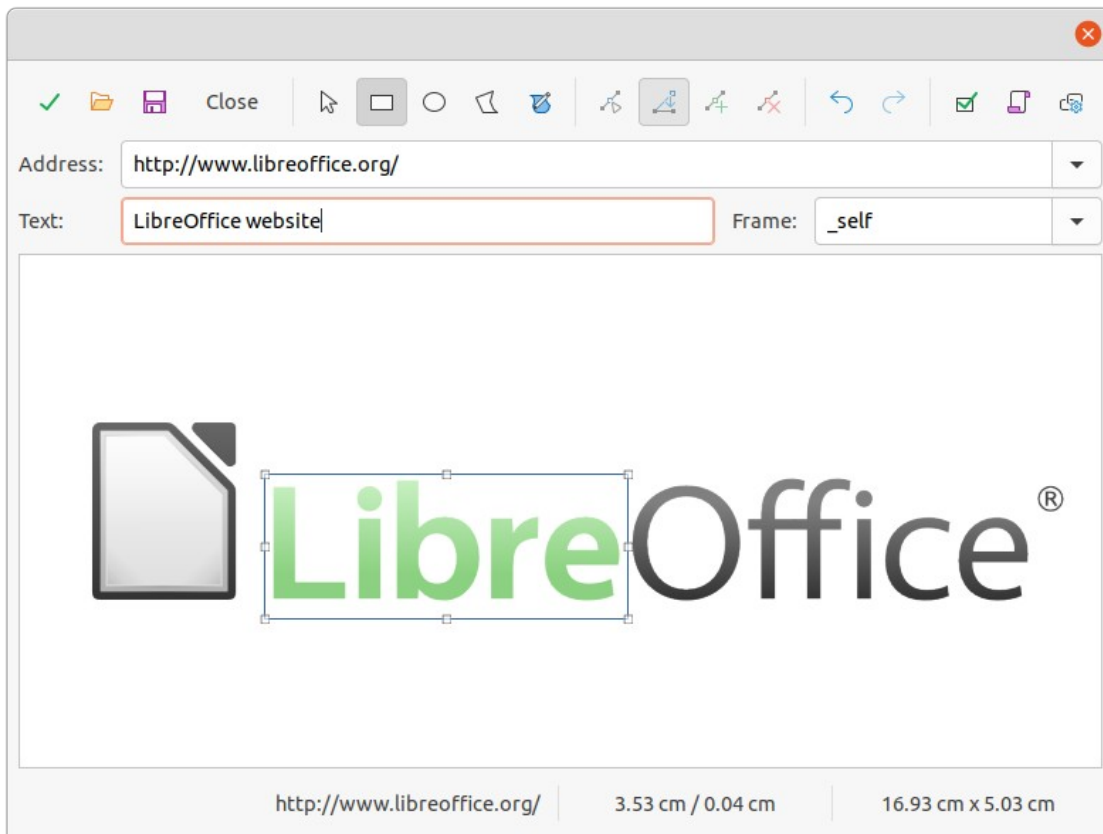 Close
Address: http://www.libreoffice.org/
Text: LibreOffice website Frame: _self
LibreOffice®
http://www.libreoffice.org/ 3.53 cm / 0.04 cm 16.93 cm x 5.03 cm